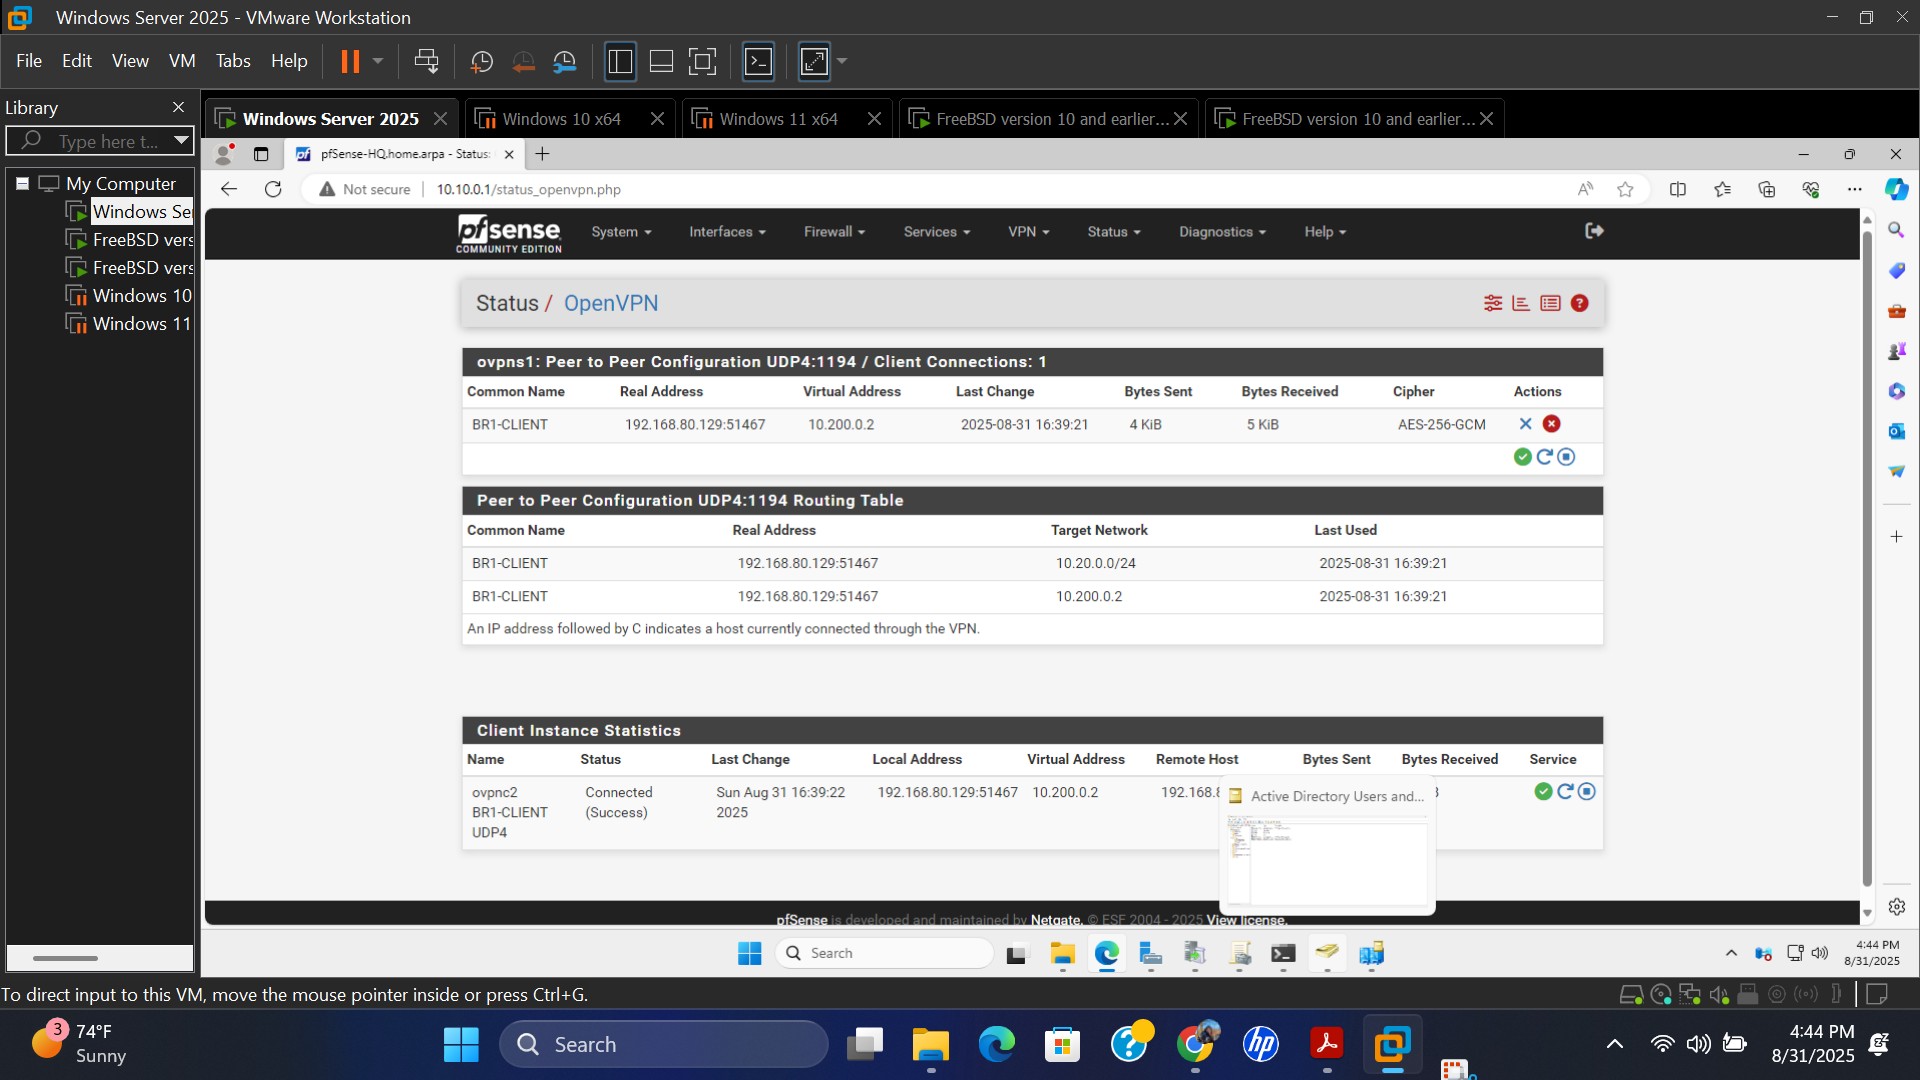 Windows Server 2025 - VMware Workstation
File Edit View VM Tabs Help
Library
Type here t...
My Computer
Windows Ser
FreeBSD vers
FreeBSD vers
Windows 10
Windows 11
Windows Server 2025
Windows 10 x64
Windows 11 x64
FreeBSD version 10 and earlier...
FreeBSD version 10 and earlier...
pfSense-HQ.home.arpa - Status:
Not secure 10.10.0.1/status_openvpn.php
pfsense
COMMUNITY EDITION
System Interfaces Firewall Services VPN Status Diagnostics Help
Status / OpenVPN
ovpns1: Peer to Peer Configuration UDP4:1194 / Client Connections: 1
Common Name Real Address Virtual Address Last Change Bytes Sent Bytes Received Cipher Actions
BR1-CLIENT 192.168.80.129:51467 10.200.0.2 2025-08-31 16:39:21 4 KiB 5 KiB AES-256-GCM
Peer to Peer Configuration UDP4:1194 Routing Table
Common Name Real Address Target Network Last Used
BR1-CLIENT 192.168.80.129:51467 10.20.0.0/24 2025-08-31 16:39:21
BR1-CLIENT 192.168.80.129:51467 10.200.0.2 2025-08-31 16:39:21
An IP address followed by C indicates a host currently connected through the VPN.
Client Instance Statistics
Name Status Last Change Local Address Virtual Address Remote Host Bytes Sent Bytes Received Service
ovpnc2 Connected Sun Aug 31 16:39:22 192.168.80.129:51467 10.200.0.2 192.168.8
BR1-CLIENT (Success) 2025
UDP4
Active Directory Users and...
pfSense is developed and maintained by Netgate. © ESF 2004 - 2025 View license.
Search
4:44 PM
8/31/2025
To direct input to this VM, move the mouse pointer inside or press Ctrl+G.
3
74°F
Sunny
Search
hp
4:44 PM
8/31/2025